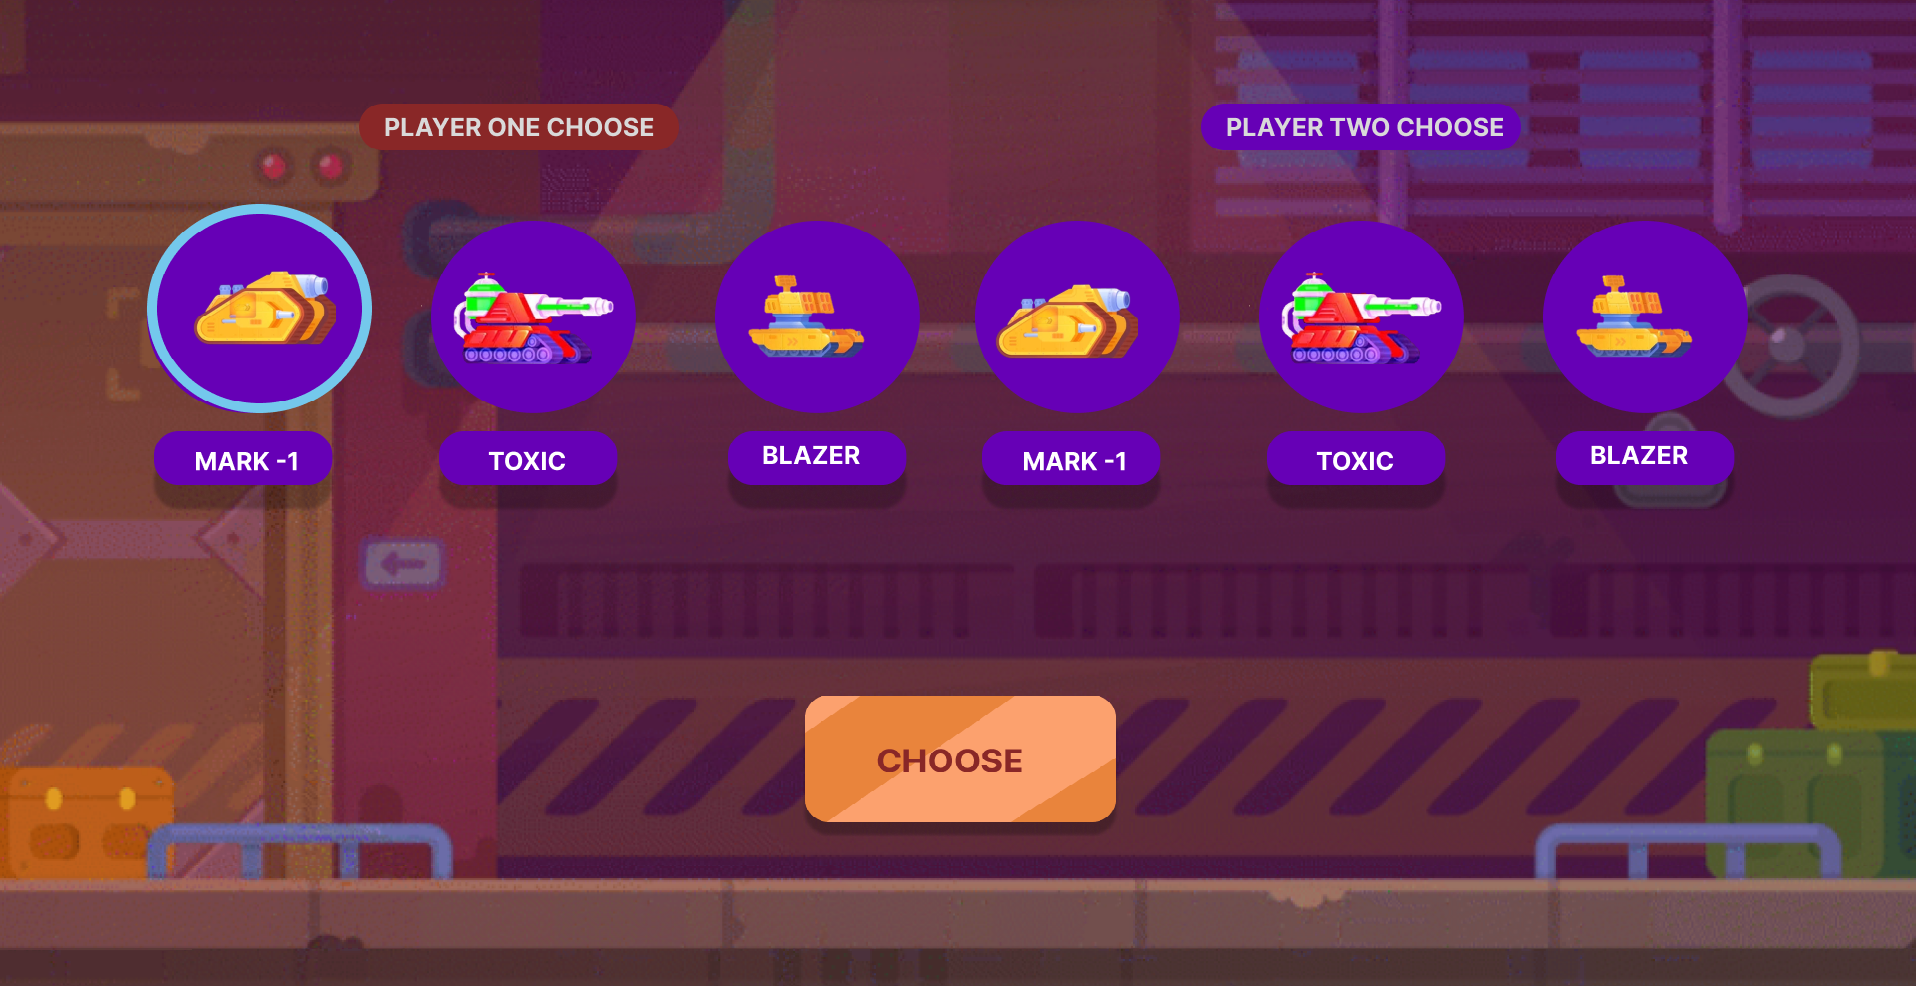 PLAYER ONE CHOOSE
PLAYER TWO CHOOSE
MARK -1
TOXIC
BLAZER
MARK -1
TOXIC
BLAZER
CHOOSE